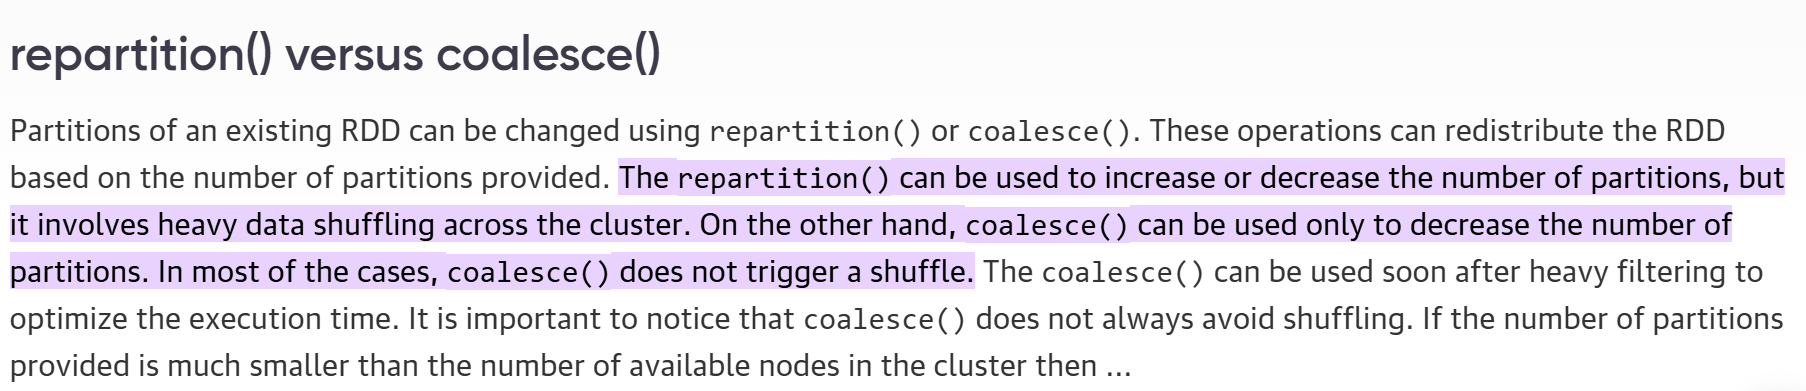 repartition() versus coalesce()
Partitions of an existing RDD can be changed using repartition() or coalesce(). These operations can redistribute the RDD
based on the number of partitions provided. The repartition() can be used to increase or decrease the number of partitions, but
it involves heavy data shuffling across the cluster. On the other hand, coalesce() can be used only to decrease the number of
partitions. In most of the cases, coalesce() does not trigger a shuffle. The coalesce() can be used soon after heavy filtering to
optimize the execution time. It is important to notice that coalesce() does not always avoid shuffling. If the number of partitions
provided is much smaller than the number of available nodes in the cluster then ...